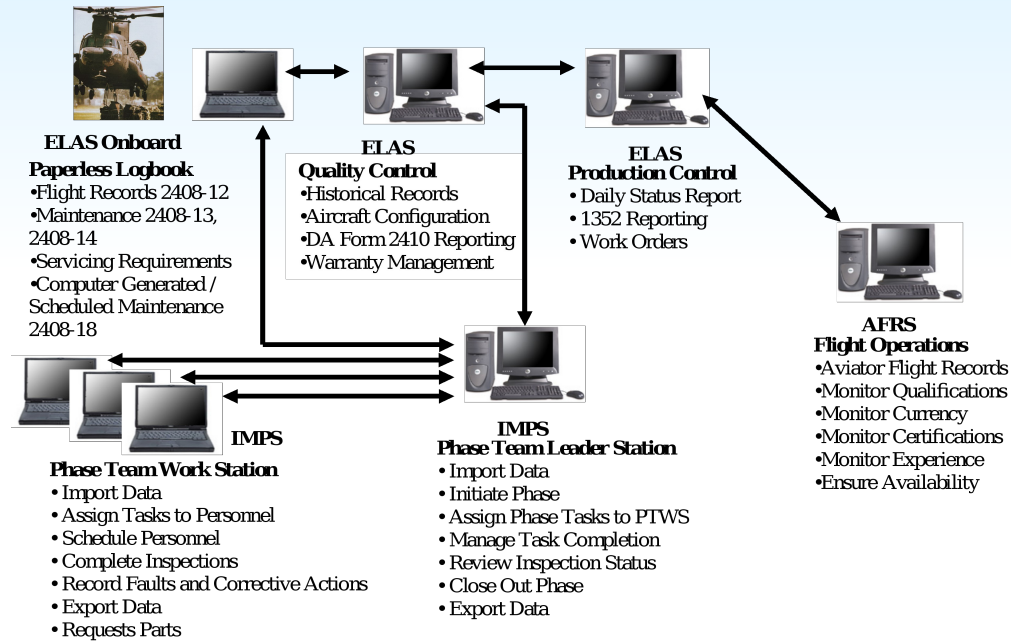 ELAS Onboard
Paperless Logbook
•Flight Records 2408-12
•Maintenance 2408-13,
2408-14
•Servicing Requirements
•Computer Generated /
Scheduled Maintenance
2408-18
ELAS
Quality Control
•Historical Records
•Aircraft Configuration
•DA Form 2410 Reporting
•Warranty Management
ELAS
Production Control
• Daily Status Report
• 1352 Reporting
• Work Orders
AFRS
Flight Operations
•Aviator Flight Records
•Monitor Qualifications
•Monitor Currency
•Monitor Certifications
•Monitor Experience
•Ensure Availability
IMPS
Phase Team Work Station
• Import Data
• Assign Tasks to Personnel
• Schedule Personnel
• Complete Inspections
• Record Faults and Corrective Actions
• Export Data
• Requests Parts
IMPS
Phase Team Leader Station
• Import Data
• Initiate Phase
• Assign Phase Tasks to PTWS
• Manage Task Completion
• Review Inspection Status
• Close Out Phase
• Export Data